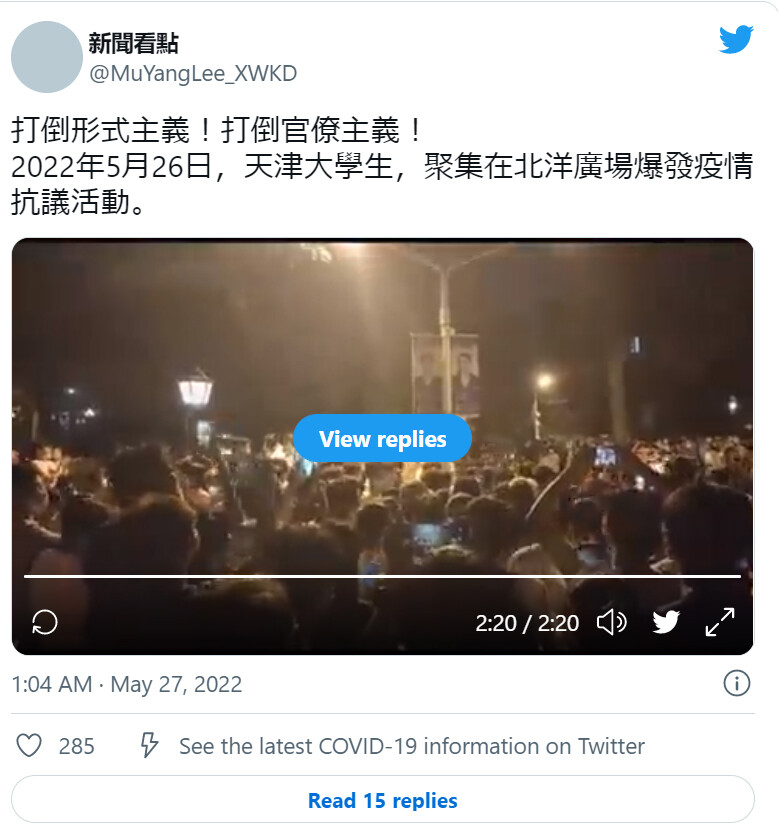 新聞看點
@MuYangLee_XWKD
打倒形式主義！打倒官僚主義！
2022年5月26日，天津大學生，聚集在北洋廣場爆發疫情
抗議活動。
View replies
2:20 / 2:20
1:04 AM · May 27, 2022
285
See the latest COVID-19 information on Twitter
Read 15 replies